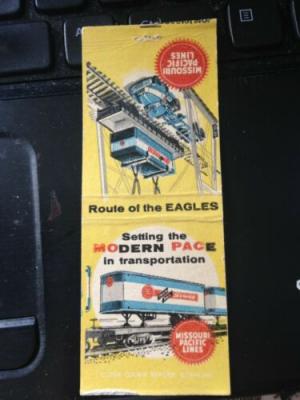 MISSOURI
PACIFIC
LINES
Route of the EAGLES
Setting the
MODERN PACE
in transportation
MISSOURI
PACIFIC
LINES